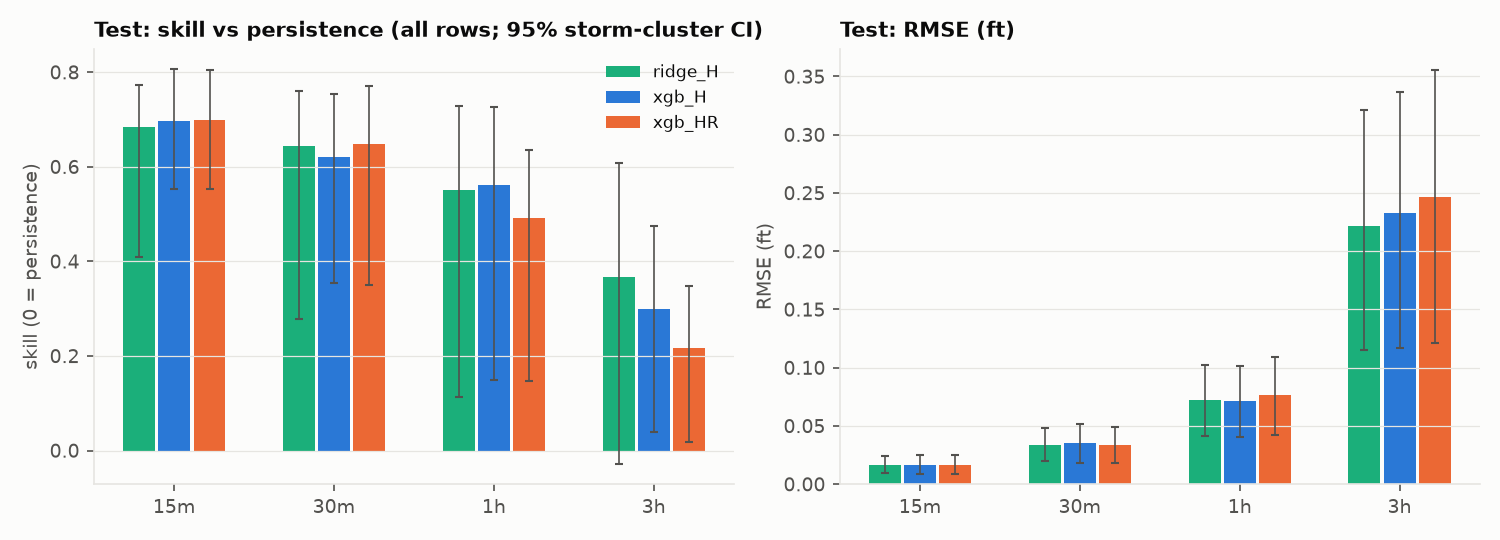 Test: skill vs persistence (all rows; 95% storm-cluster CI)
skill (0 = persistence)
0.8
0.6
0.4
0.2
0.0
ridge_H
xgb_H
xgb_HR
15m
30m
1h
3h
Test: RMSE (ft)
RMSE (ft)
0.35
0.30
0.25
0.20
0.15
0.10
0.05
0.00
15m
30m
1h
3h